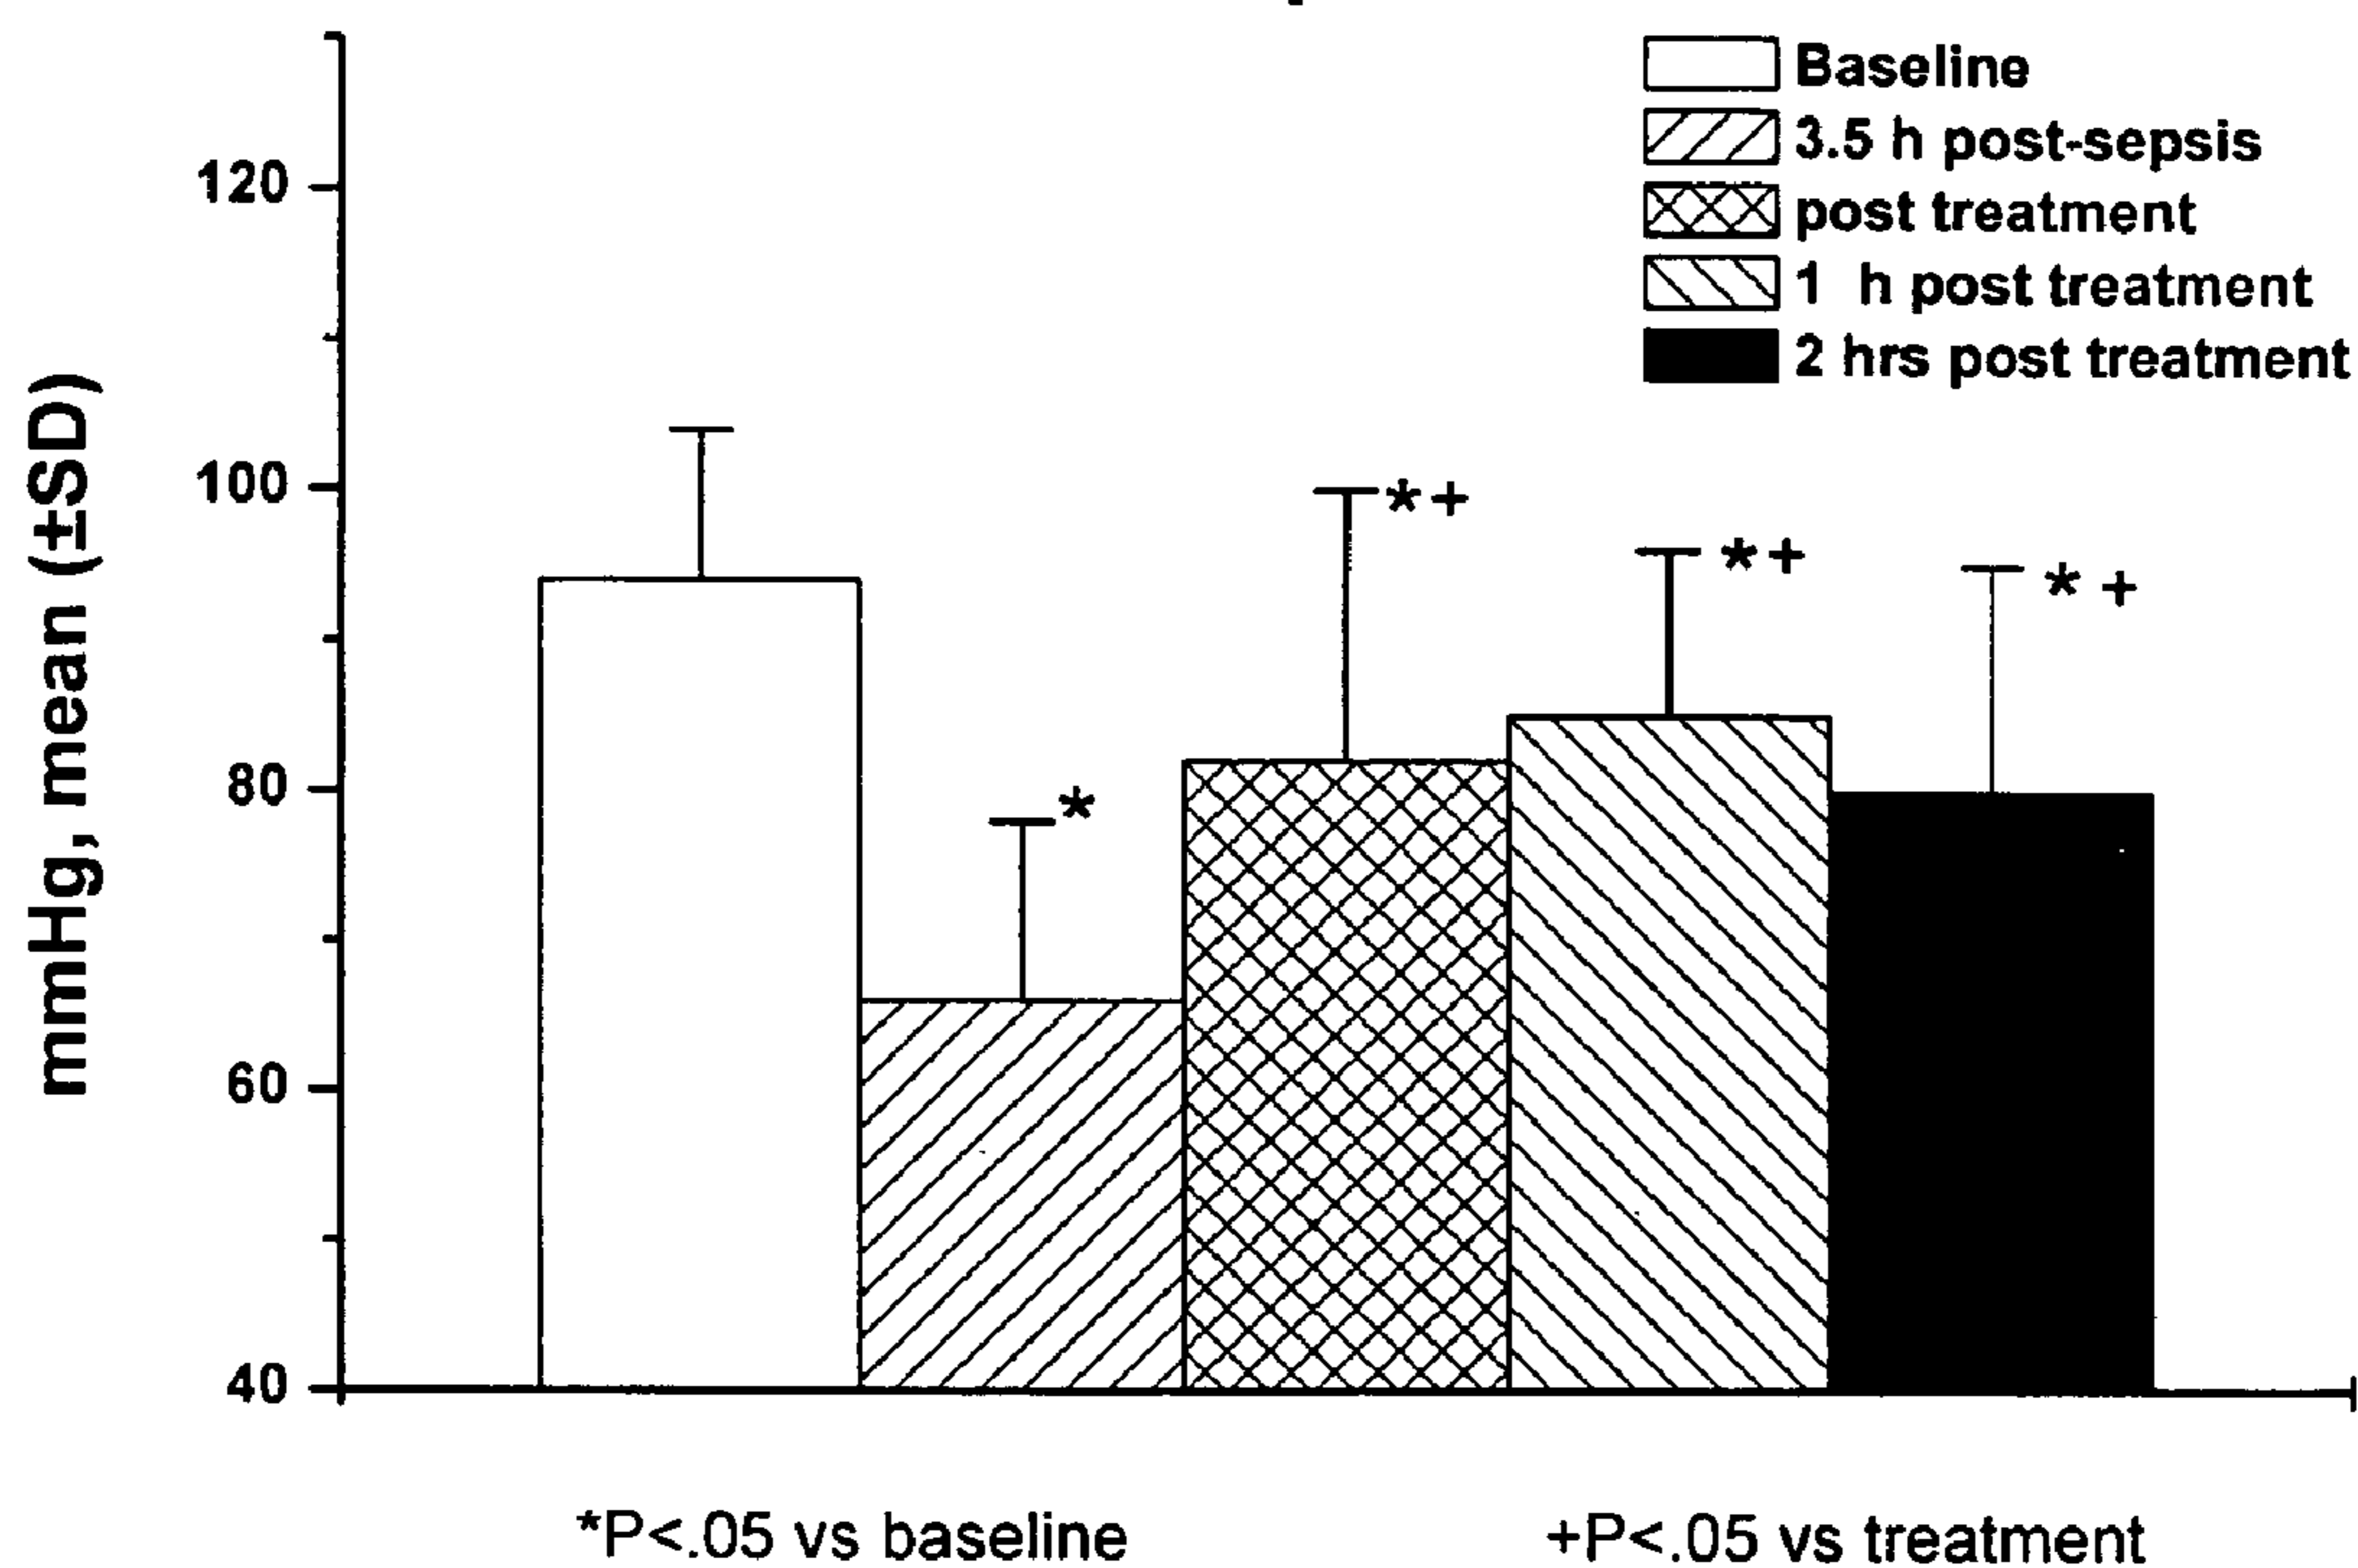 Baseline
3.5 h post-sepsis
post treatment
1 h post treatment
2 hrs post treatment
120
100
80
60
40
mmHg, mean (±SD)
*+
*+
* +
*
*P<.05 vs baseline
+P<.05 vs treatment